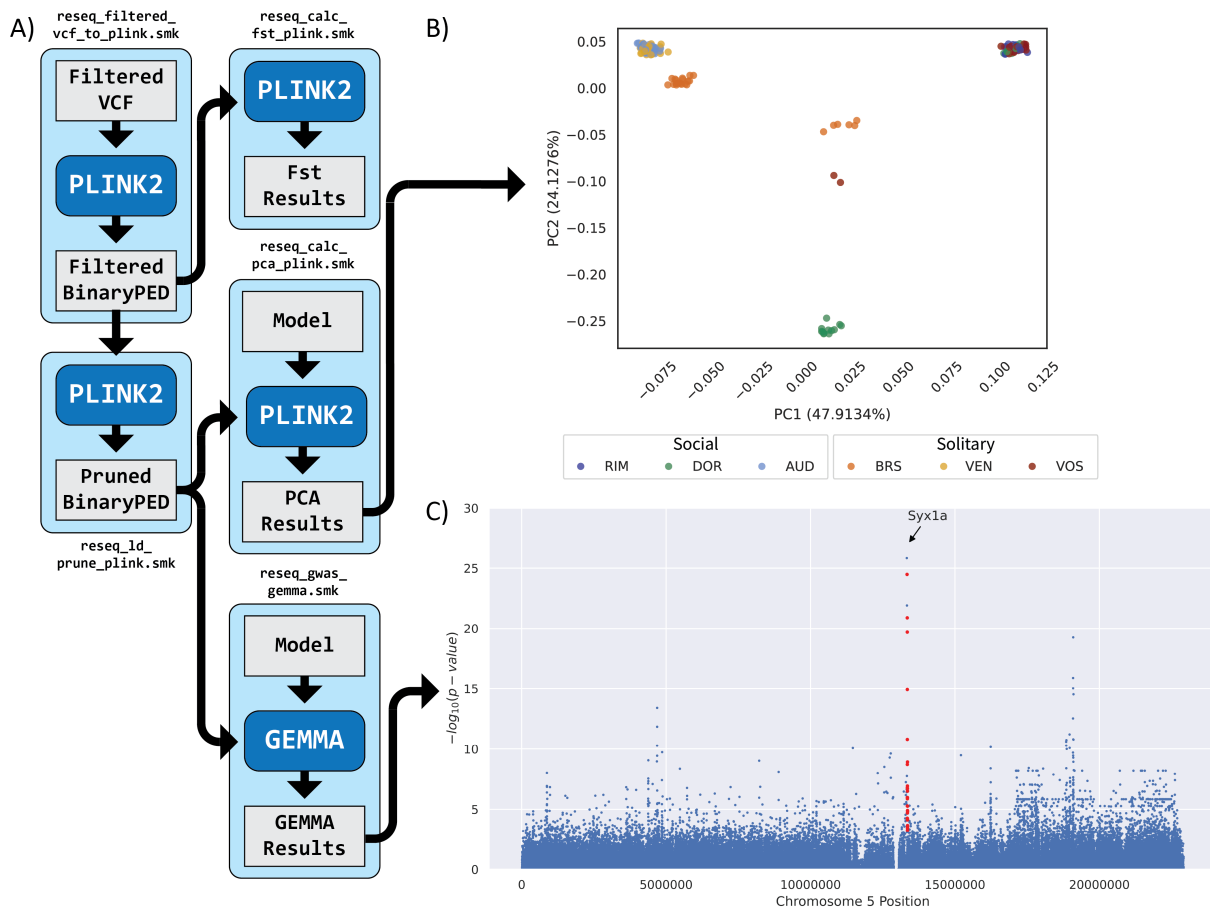 A)
reseq_filtered_
vcf_to_plink.smk
Filtered
VCF
PLINK2
Filtered
BinaryPED
PLINK2
Pruned
BinaryPED
reseq_ld_
prune_plink.smk
reseq_calc_
fst_plink.smk
PLINK2
Fst
Results
reseq_calc_
pca_plink.smk
Model
PLINK2
PCA
Results
reseq_gwas_
gemma.smk
Model
GEMMA
GEMMA
Results
B)
PC2 (24.1276%)
0.05
0.00
−0.05
−0.10
−0.15
−0.20
−0.25
−0.075
−0.050
−0.025
0.000
0.025
0.050
0.075
0.100
0.125
PC1 (47.9134%)
Social
RIM DOR AUD
Solitary
BRS VEN VOS
C)
−log10(p − value)
30
25
20
15
10
5
0
Syx1a
0 5000000 10000000 15000000 20000000
Chromosome 5 Position